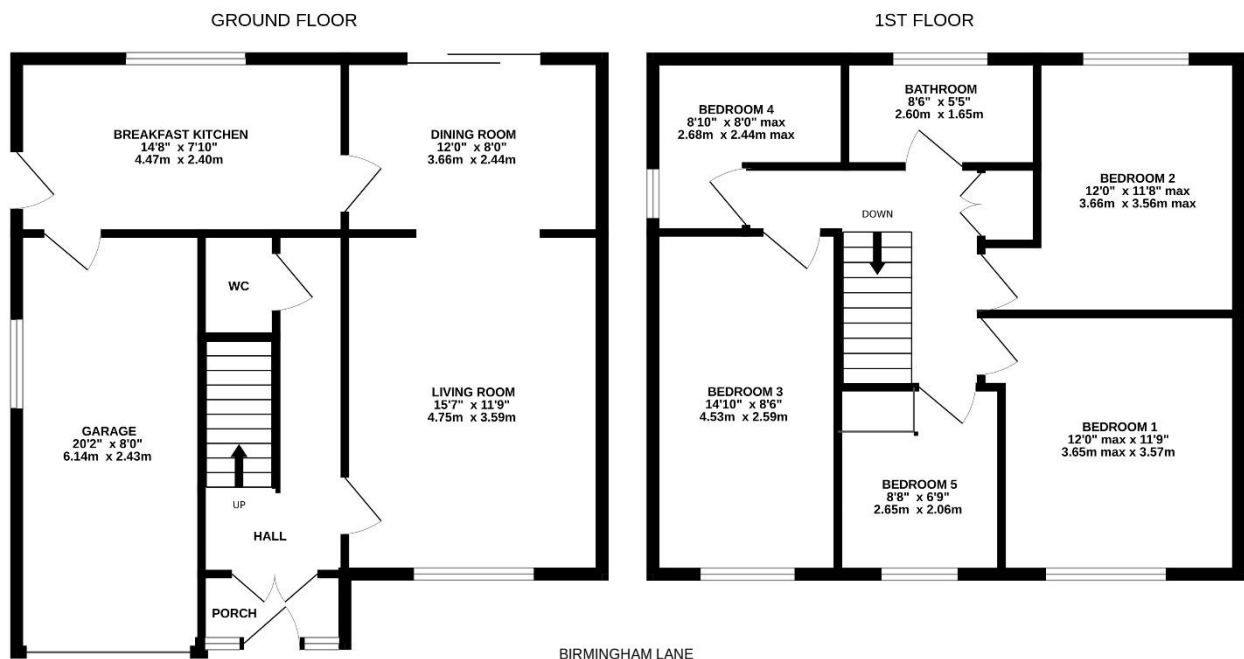 GROUND FLOOR
BREAKFAST KITCHEN
14'8" x 7'10"
4.47m x 2.40m
DINING ROOM
12'0" x 8'0"
3.66m x 2.44m
WC
LIVING ROOM
15'7" x 11'9"
4.75m x 3.59m
GARAGE
20'2" x 8'0"
6.14m x 2.43m
UP
HALL
PORCH
1ST FLOOR
BEDROOM 4
8'10" x 8'0" max
2.68m x 2.44m max
BATHROOM
8'6" x 5'5"
2.60m x 1.65m
BEDROOM 2
12'0" x 11'8" max
3.66m x 3.56m max
DOWN
BEDROOM 3
14'10" x 8'6"
4.53m x 2.59m
BEDROOM 1
12'0" max x 11'9"
3.65m max x 3.57m
BEDROOM 5
8'8" x 6'9"
2.65m x 2.06m
BIRMINGHAM LANE